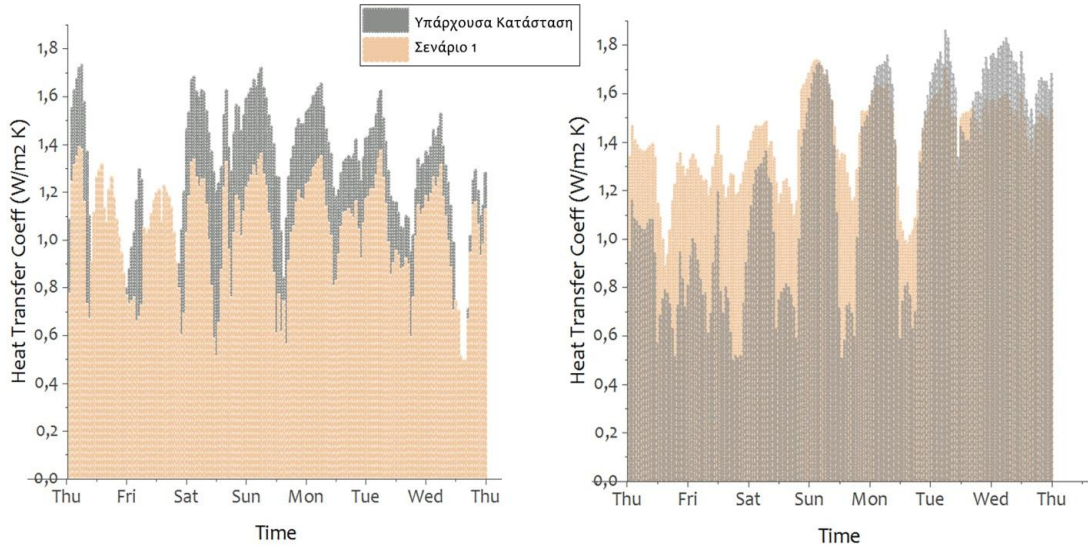 Υπάρχουσα Κατάσταση
Σενάριο 1
Heat Transfer Coeff (W/m2 K)
1,8
1,6
1,4
1,2
1,0
0,8
0,6
0,4
0,2
0,0
Thu Fri Sat Sun Mon Tue Wed Thu
Time
Heat Transfer Coeff (W/m2 K)
1,8
1,6
1,4
1,2
1,0
0,8
0,6
0,4
0,2
0,0
Thu Fri Sat Sun Mon Tue Wed Thu
Time